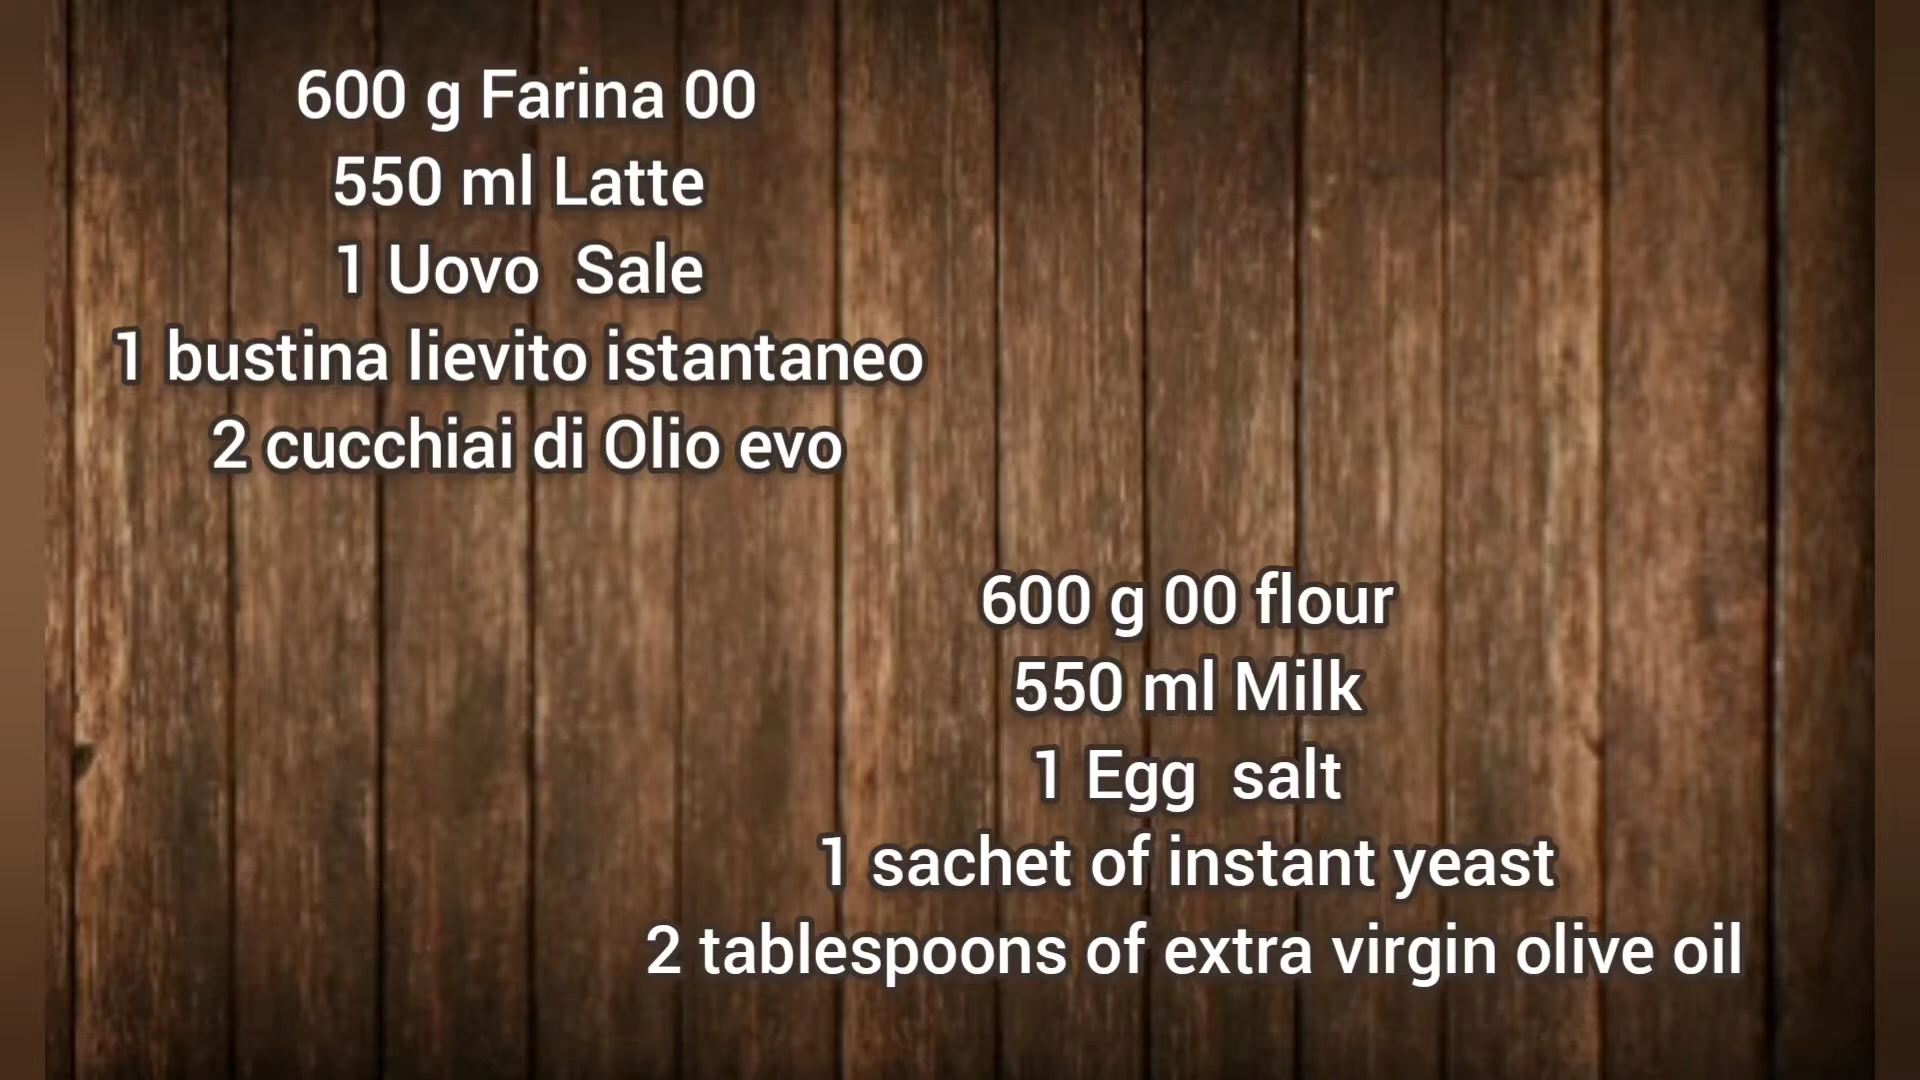 600 g Farina 00
550 ml Latte
1 Uovo  Sale
1 bustina lievito istantaneo
2 cucchiai di Olio evo
600 g 00 flour
550 ml Milk
1 Egg  salt
1 sachet of instant yeast
2 tablespoons of extra virgin olive oil